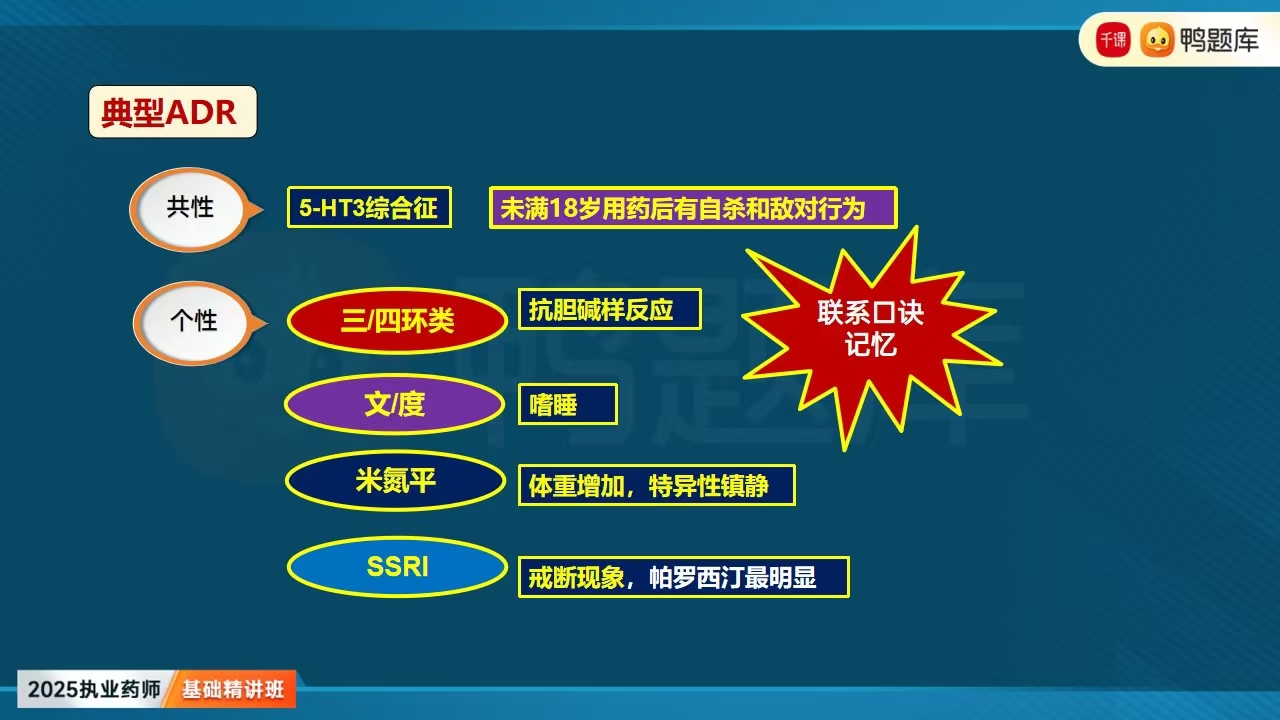 千课 鸭题库
典型ADR
共性
5-HT3综合征
未满18岁用药后有自杀和敌对行为
个性
三/四环类
抗胆碱样反应
联系口诀
记忆
文/度
嗜睡
米氮平
体重增加，特异性镇静
SSRI
戒断现象，帕罗西汀最明显
鸭题库
2025执业药师 基础精讲班